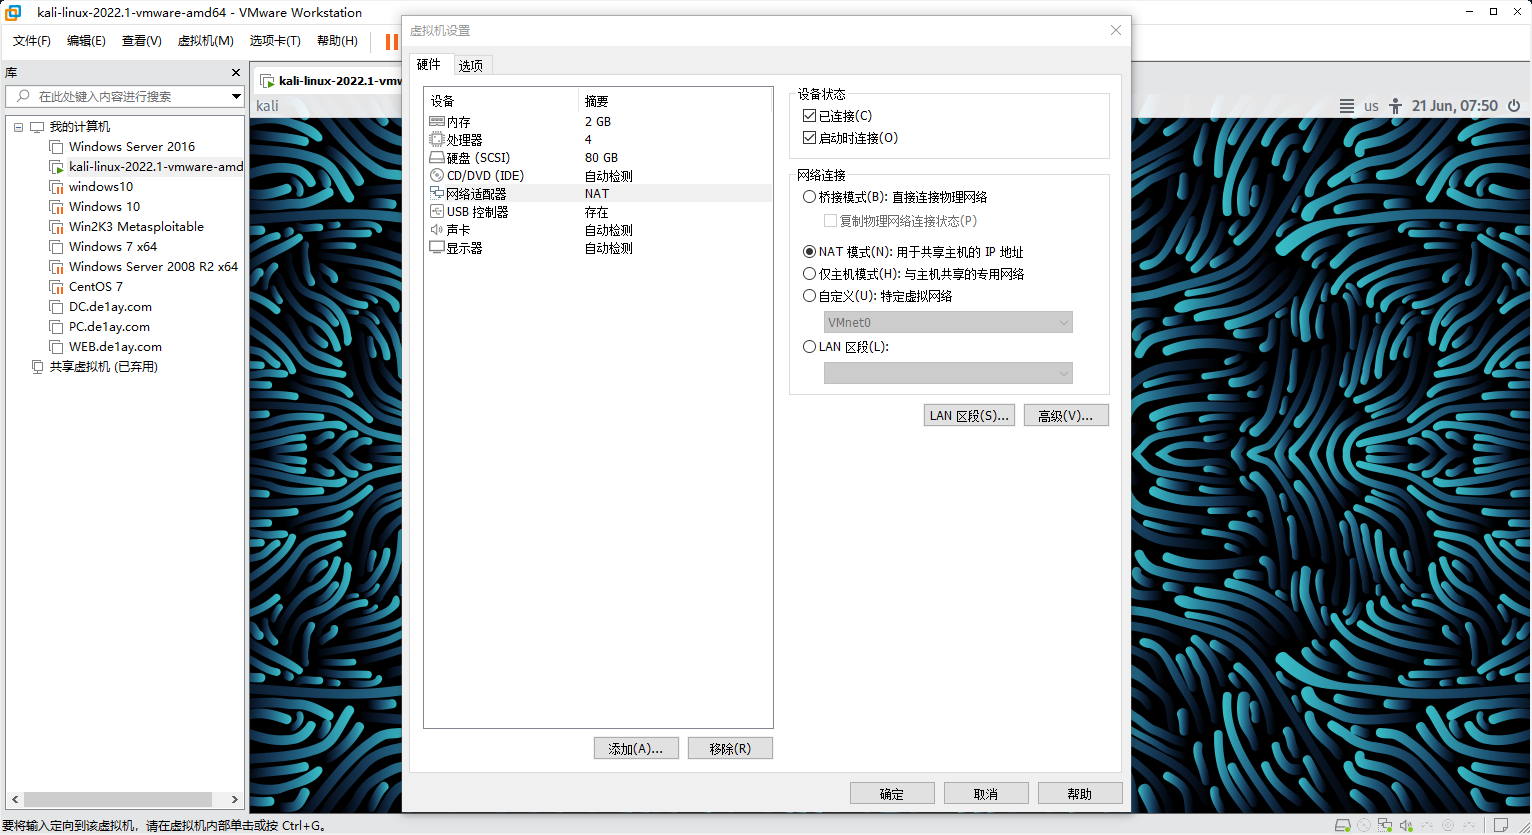 kali-linux-2022.1-vmware-amd64 - VMware Workstation
文件(F) 编辑(E) 查看(V) 虚拟机(M) 选项卡(T) 帮助(H)
库
在此处键入内容进行搜索
我的计算机
Windows Server 2016
kali-linux-2022.1-vmware-amd
windows10
Windows 10
Win2K3 Metasploitable
Windows 7 x64
Windows Server 2008 R2 x64
CentOS 7
DC.de1ay.com
PC.de1ay.com
WEB.de1ay.com
共享虚拟机 (已弃用)
kali-linux-2022.1-vmw
kali
us 21 Jun, 07:50
虚拟机设置
硬件 选项
设备 摘要
内存 2 GB
处理器 4
硬盘 (SCSI) 80 GB
CD/DVD (IDE) 自动检测
网络适配器 NAT
USB 控制器 存在
声卡 自动检测
显示器 自动检测
添加(A)... 移除(R)
设备状态
已连接(C)
启动时连接(O)
网络连接
桥接模式(B): 直接连接物理网络
复制物理网络连接状态(P)
NAT 模式(N): 用于共享主机的 IP 地址
仅主机模式(H): 与主机共享的专用网络
自定义(U): 特定虚拟网络
VMnet0
LAN 区段(L):
LAN 区段(S)... 高级(V)...
确定 取消 帮助
要将输入定向到该虚拟机，请在虚拟机内部单击或按 Ctrl+G。